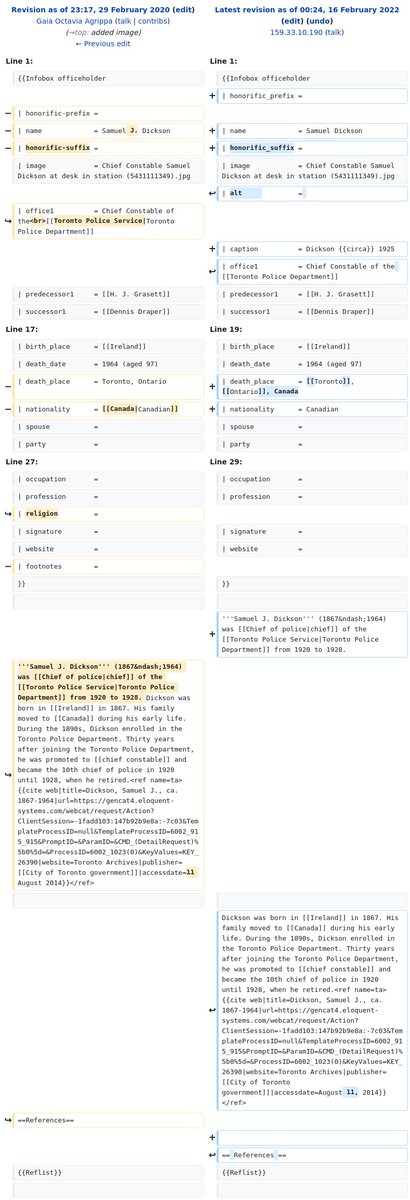 Revision as of 23:17, 29 February 2020 (edit)
Gaia Octavia Agrippa (talk | contribs)
(→top: added image)
← Previous edit
Latest revision as of 00:24, 16 February 2022
(edit) (undo)
159.33.10.190 (talk)
Line 1:
Line 1:
{{Infobox officeholder
{{Infobox officeholder
+ | honorific_prefix =
− | honorific-prefix =
− | name = Samuel J. Dickson
+ | name = Samuel Dickson
− | honorific-suffix =
+ | honorific_suffix =
| image = Chief Constable Samuel
Dickson at desk in station (5431111349).jpg
| image = Chief Constable Samuel
Dickson at desk in station (5431111349).jpg
↩ | alt =
↪ | office1 = Chief Constable of
the<br>[[Toronto Police Service|Toronto
Police Department]]
+ | caption = Dickson {{circa}} 1925
↩ | office1 = Chief Constable of the
[[Toronto Police Department]]
| predecessor1 = [[H. J. Grasett]]
| predecessor1 = [[H. J. Grasett]]
| successor1 = [[Dennis Draper]]
| successor1 = [[Dennis Draper]]
Line 17:
Line 19:
| birth_place = [[Ireland]]
| birth_place = [[Ireland]]
| death_date = 1964 (aged 97)
| death_date = 1964 (aged 97)
− | death_place = Toronto, Ontario
+ | death_place = [[Toronto]],
[[Ontario]], Canada
− | nationality = [[Canada|Canadian]]
+ | nationality = Canadian
| spouse =
| spouse =
| party =
| party =
Line 27:
Line 29:
| occupation =
| occupation =
| profession =
| profession =
↪ | religion =
| signature =
| signature =
| website =
| website =
− | footnotes =
}}
}}
+ '''Samuel J. Dickson''' (1867&ndash;1964)
was [[Chief of police|chief]] of the
[[Toronto Police Service|Toronto Police
Department]] from 1920 to 1928.
↪ '''Samuel J. Dickson''' (1867&ndash;1964)
was [[Chief of police|chief]] of the
[[Toronto Police Service|Toronto Police
Department]] from 1920 to 1928. Dickson was
born in [[Ireland]] in 1867. His family
moved to [[Canada]] during his early life.
During the 1890s, Dickson enrolled in the
Toronto Police Department. Thirty years
after joining the Toronto Police Department,
he was promoted to [[chief constable]] and
became the 10th chief of police in 1920
until 1928, when he retired.<ref name=ta>
{{cite web|title=Dickson, Samuel J., ca.
1867-1964|url=https://gencat4.eloquent-
systems.com/webcat/request/Action?
ClientSession=-1fadd103:147b92b9e8a:-7c03&Tem
plateProcessID=null&TemplateProcessID=6002_91
5_915&PromptID=&ParamID=&CMD_(DetailRequest)%
5b0%5d=&ProcessID=6002_1023(0)&KeyValues=KEY_
26390|website=Toronto Archives|publisher=
[[City of Toronto government]]|accessdate=11
August 2014}}</ref>
↩ Dickson was born in [[Ireland]] in 1867. His
family moved to [[Canada]] during his early
life. During the 1890s, Dickson enrolled in
the Toronto Police Department. Thirty years
after joining the Toronto Police Department,
he was promoted to [[chief constable]] and
became the 10th chief of police in 1920
until 1928, when he retired.<ref name=ta>
{{cite web|title=Dickson, Samuel J., ca.
1867-1964|url=https://gencat4.eloquent-
systems.com/webcat/request/Action?
ClientSession=-1fadd103:147b92b9e8a:-7c03&Tem
plateProcessID=null&TemplateProcessID=6002_91
5_915&PromptID=&ParamID=&CMD_(DetailRequest)%
5b0%5d=&ProcessID=6002_1023(0)&KeyValues=KEY_
26390|website=Toronto Archives|publisher=
[[City of Toronto
government]]|accessdate=August 11, 2014}}
</ref>
↪ ==References==
+
↩ == References ==
{{Reflist}}
{{Reflist}}